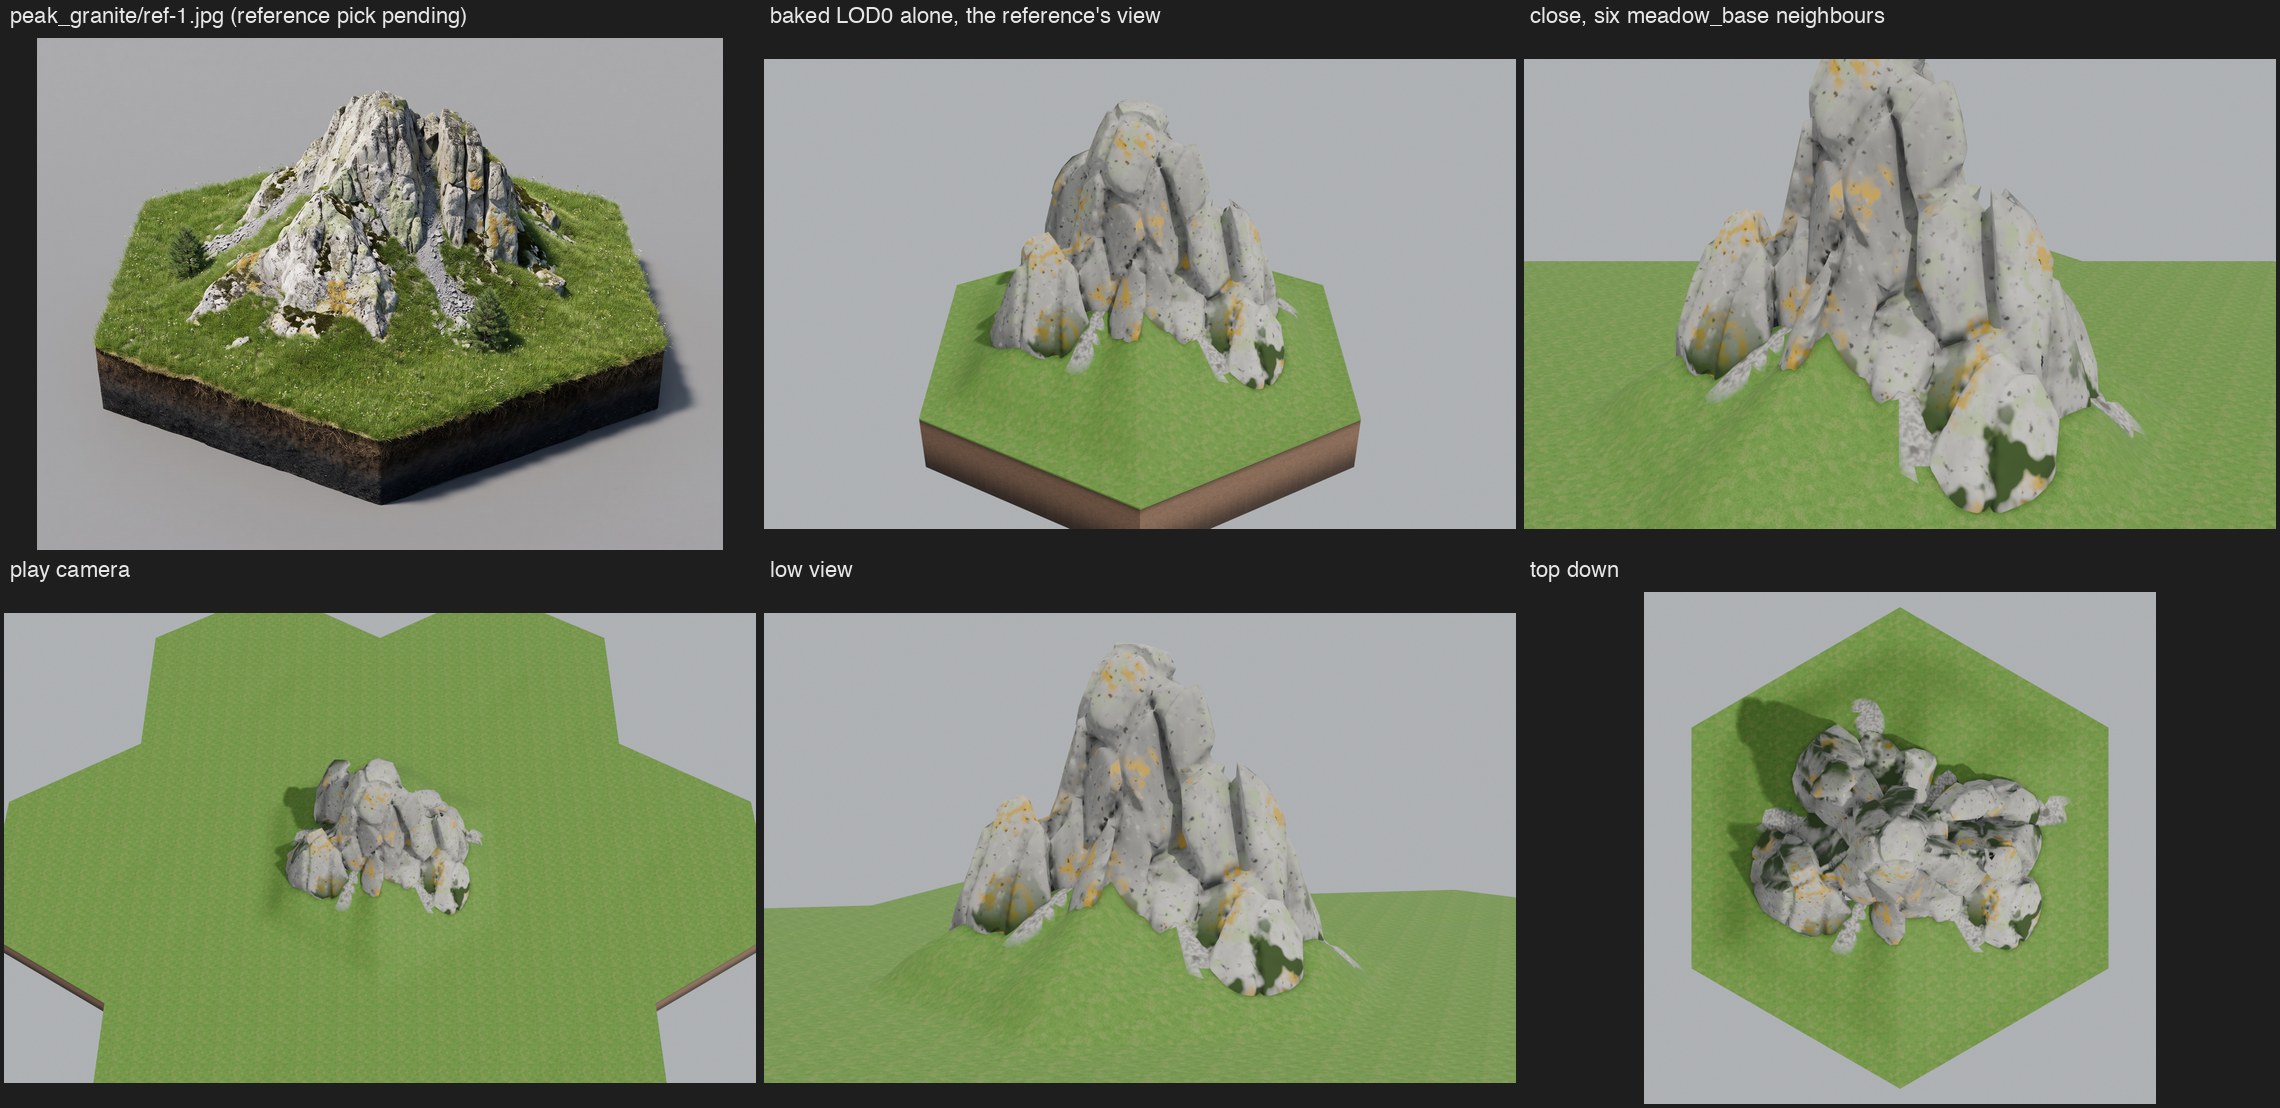 peak_granite/ref-1.jpg (reference pick pending)
baked LOD0 alone, the reference's view
close, six meadow_base neighbours
play camera
low view
top down